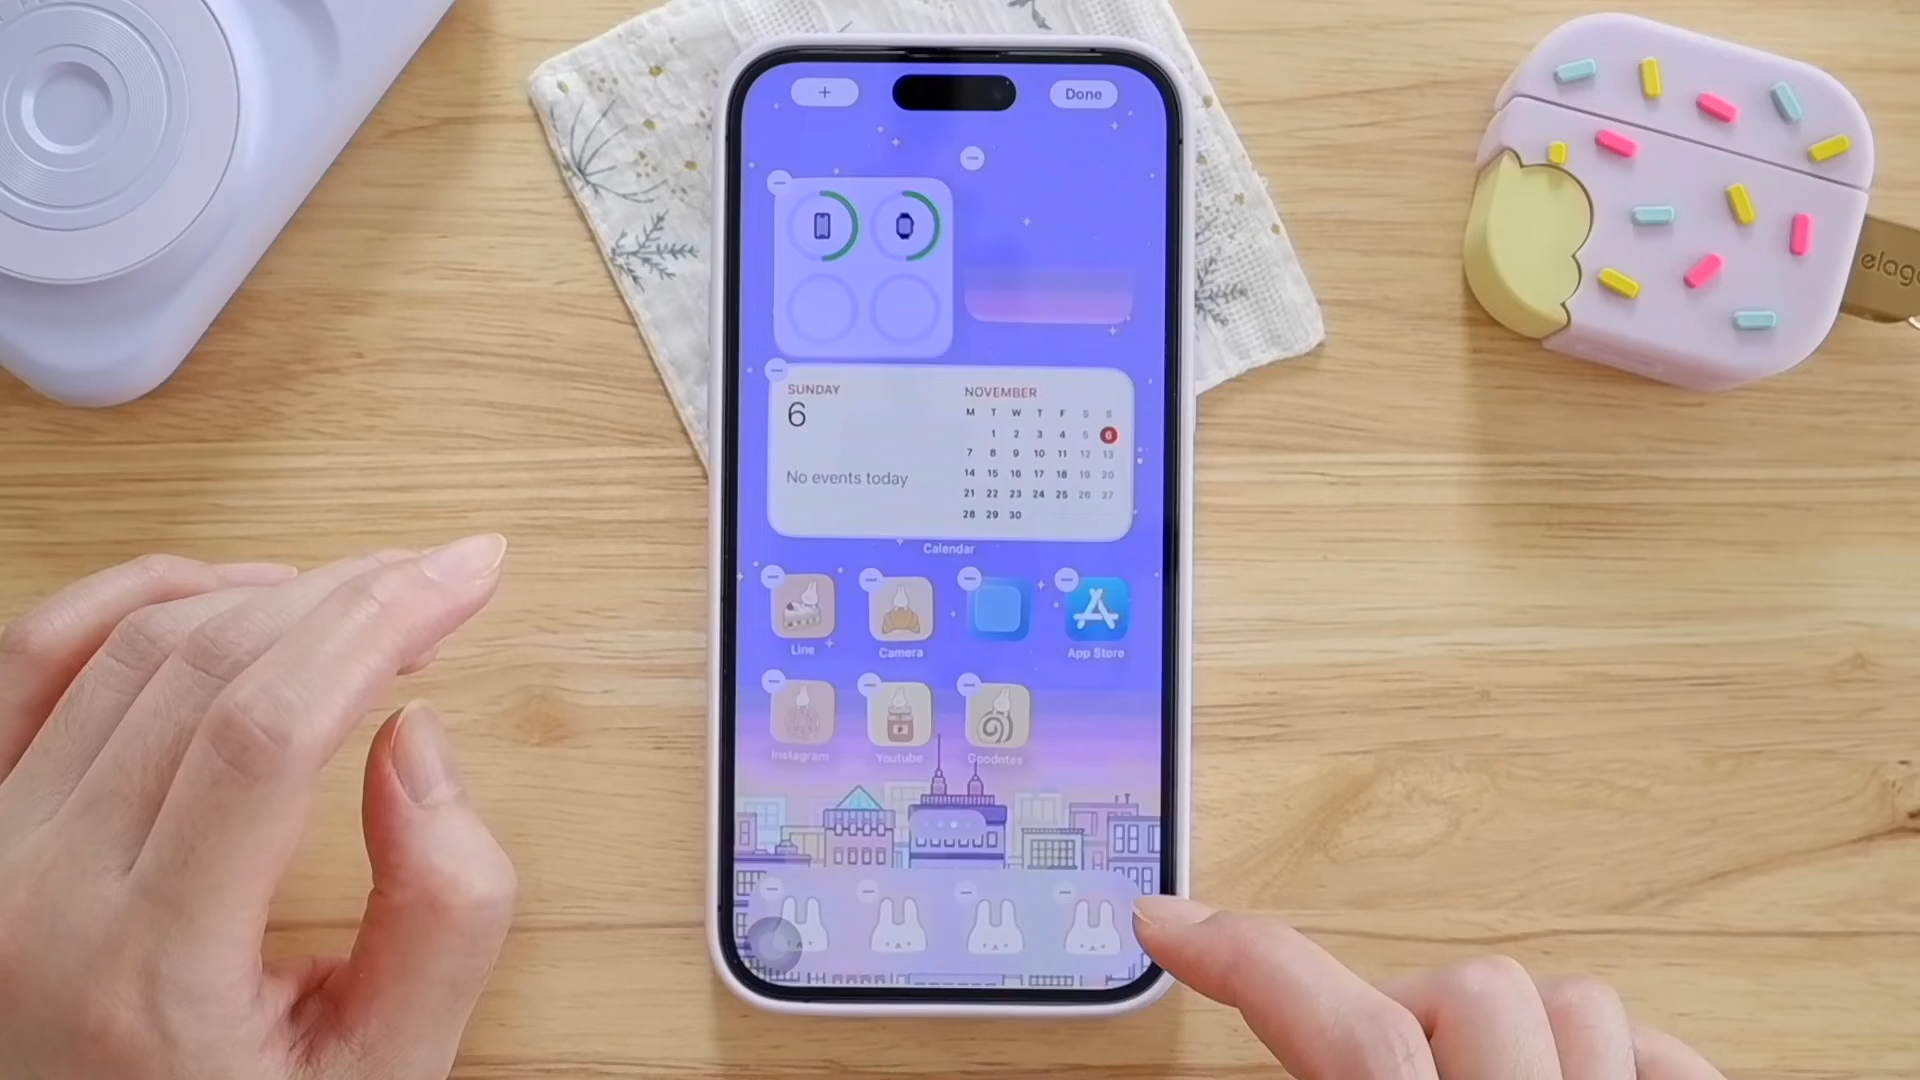 +
Done
SUNDAY
6
No events today
NOVEMBER
M T W T F S S
1 2 3 4 5 6
7 8 9 10 11 12 13
14 15 16 17 18 19 20
21 22 23 24 25 26 27
28 29 30
Calendar
Line
Camera
App Store
Instagram
Youtube
Goodntes
elago